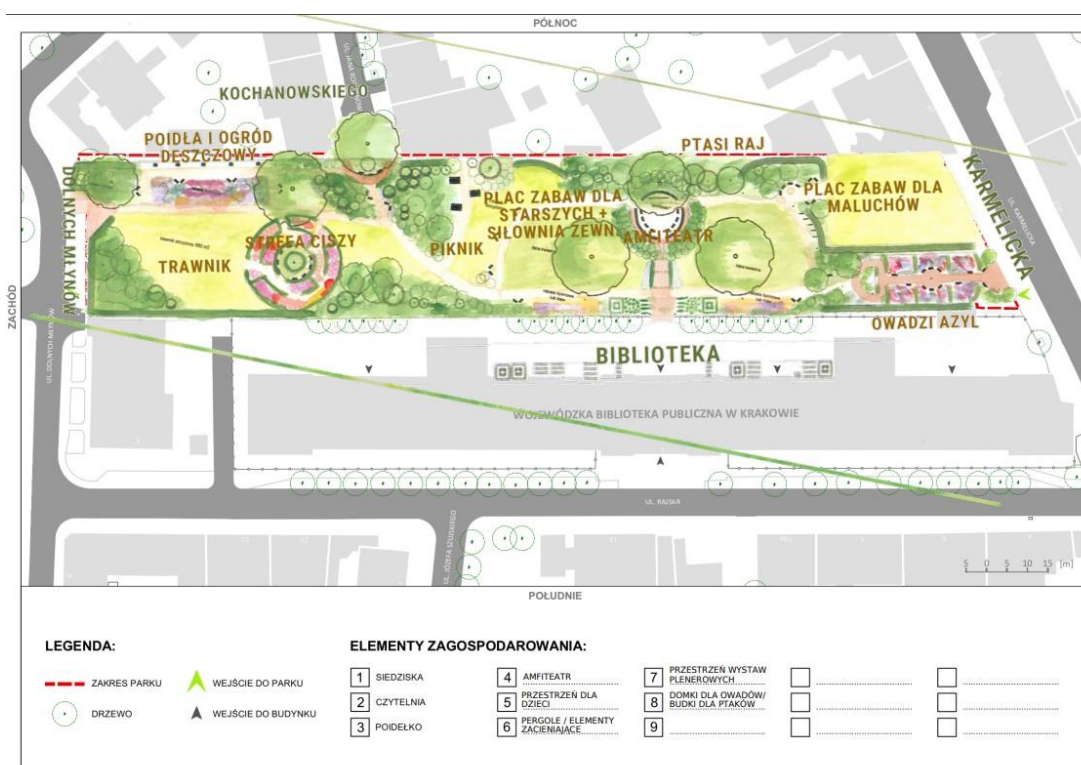 PÓŁNOC
KOCHANOWSKIEGO
POIDŁA I OGRÓD
DESZCZOWY
PTASI RAJ
DOLNYCH MŁYNÓW
KARMELICKA
UL. KARMELICKA
PLAC ZABAW DLA
STARSZYCH +
SIŁOWNIA ZEWN.
PLAC ZABAW DLA
MALUCHÓW
STREFA CISZY
TRAWNIK
PIKNIK
AMFITEATR
OWADZI AZYL
ZACHÓD
UL. DOLNYCH MŁYNÓW
BIBLIOTEKA
WOJEWÓDZKA BIBLIOTEKA PUBLICZNA W KRAKOWIE
UL. RAJSKA
UL. JÓZEFA SZUJSKIEGO
5 0 5 10 15 [m]
POŁUDNIE
LEGENDA:
ZAKRES PARKU
WEJŚCIE DO PARKU
DRZEWO
WEJŚCIE DO BUDYNKU
ELEMENTY ZAGOSPODAROWANIA:
1 SIEDZISKA
2 CZYTELNIA
3 POIDEŁKO
4 AMFITEATR
5 PRZESTRZEŃ DLA
DZIECI
6 PERGOLE / ELEMENTY
ZACIENIAJĄCE
7 PRZESTRZEŃ WYSTAW
PLENEROWYCH
8 DOMKI DLA OWADÓW/
BUDKI DLA PTAKÓW
9